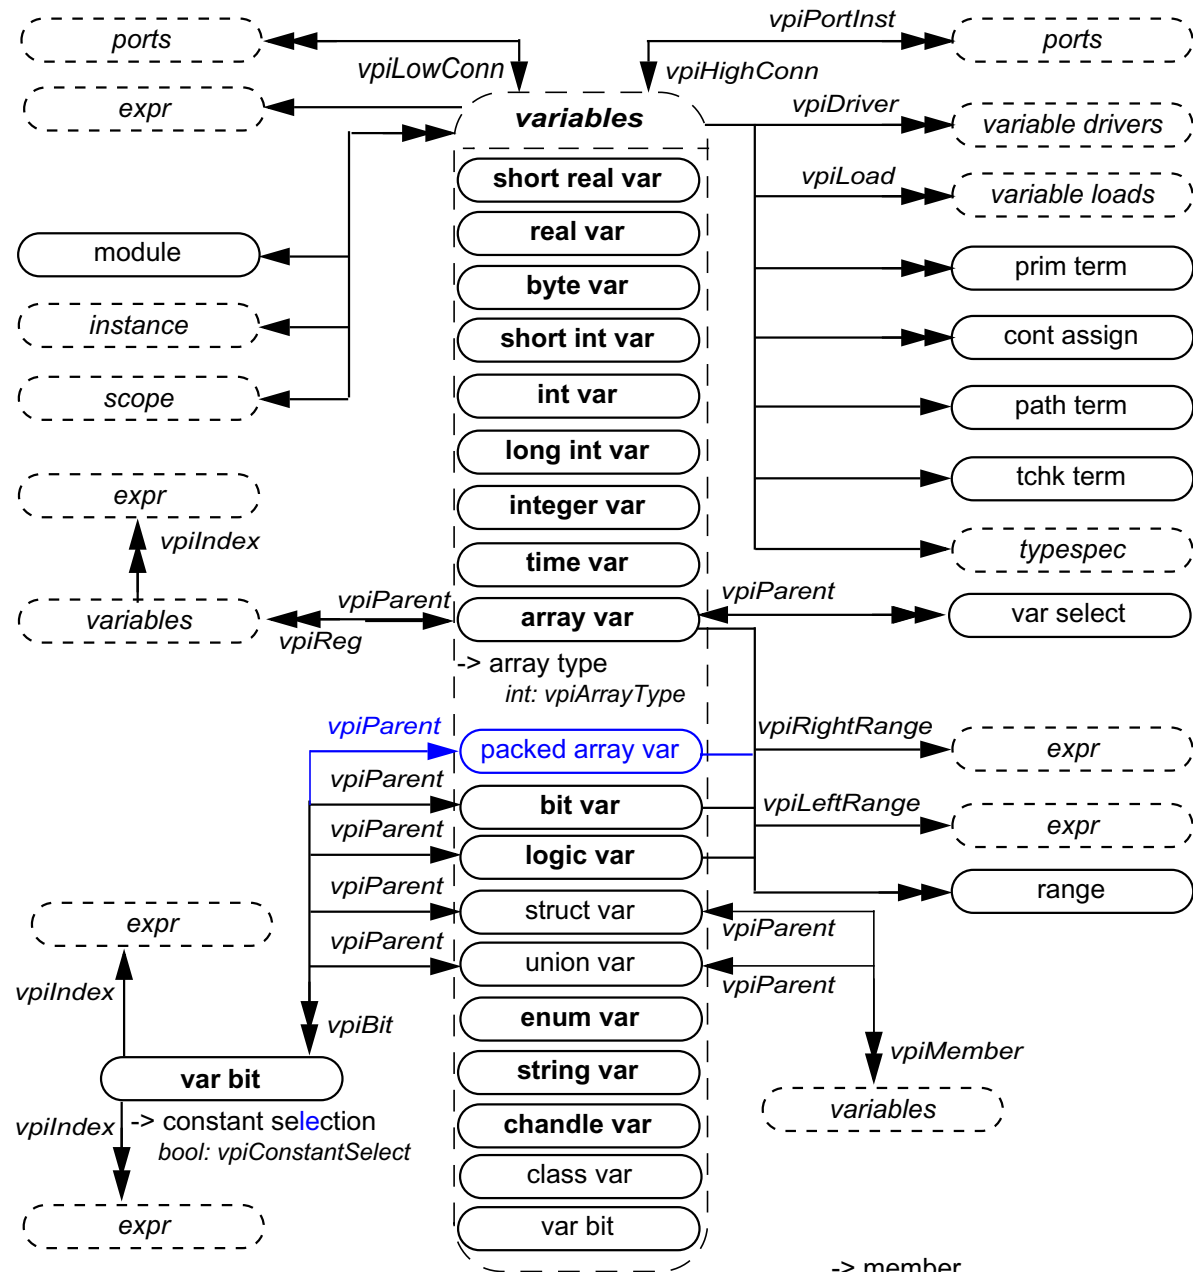 ports
vpiPortInst
ports
vpiLowConn
vpiHighConn
expr
variables
vpiDriver
variable drivers
short real var
vpiLoad
variable loads
real var
module
prim term
byte var
instance
short int var
cont assign
scope
int var
path term
long int var
tchk term
expr
integer var
vpiIndex
time var
typespec
variables
vpiParent
vpiReg
array var
vpiParent
var select
-> array type
int: vpiArrayType
vpiParent
packed array var
vpiRightRange
expr
vpiParent
bit var
vpiLeftRange
expr
vpiParent
logic var
vpiParent
struct var
range
expr
vpiParent
vpiParent
union var
vpiParent
vpiIndex
vpiBit
enum var
vpiMember
var bit
string var
variables
vpiIndex
-> constant selection
bool: vpiConstantSelect
chandle var
class var
expr
var bit
-> member